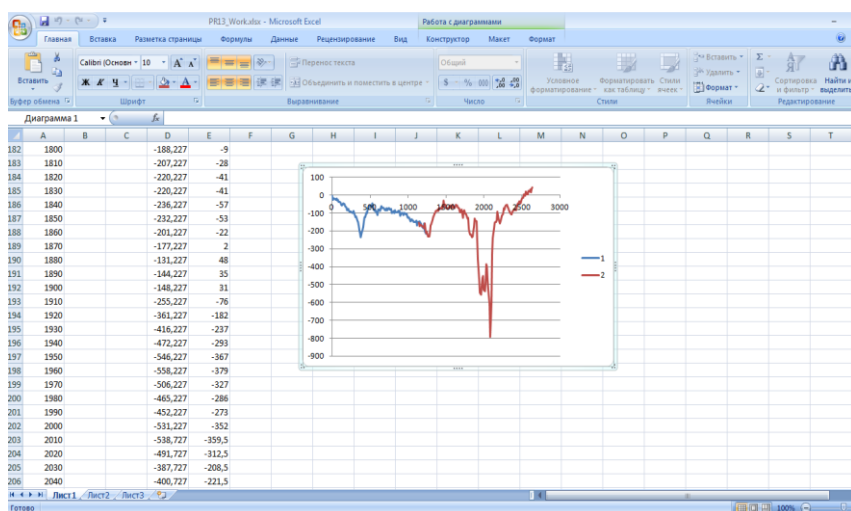 PR13_Work.xlsx - Microsoft Excel
Работа с диаграммами
Главная Вставка Разметка страницы Формулы Данные Рецензирование Вид Конструктор Макет Формат
Calibri (Основн 10
Перенос текста
Общий
Вставить
Вставить
Удалить
Формат
Ж К Ч
Объединить и поместить в центре
% 000
Условное форматирование
Форматировать как таблицу
Стили ячеек
Сортировка и фильтр
Найти и выделить
Буфер обмена Шрифт Выравнивание Число Стили Ячейки Редактирование
Диаграмма 1 fx
A B C D E F G H I J K L M N O P Q R S T
182 1800 -188,227 -9
183 1810 -207,227 -28
184 1820 -220,227 -41
185 1830 -220,227 -41
186 1840 -236,227 -57
187 1850 -232,227 -53
188 1860 -201,227 -22
189 1870 -177,227 2
190 1880 -131,227 48
191 1890 -144,227 35
192 1900 -148,227 31
193 1910 -255,227 -76
194 1920 -361,227 -182
195 1930 -416,227 -237
196 1940 -472,227 -293
197 1950 -546,227 -367
198 1960 -558,227 -379
199 1970 -506,227 -327
200 1980 -465,227 -286
201 1990 -452,227 -273
202 2000 -531,227 -352
203 2010 -538,727 -359,5
204 2020 -491,727 -312,5
205 2030 -387,727 -208,5
206 2040 -400,727 -221,5
100
0
-100
-200
-300
-400
-500
-600
-700
-800
-900
0 500 1000 1500 2000 2500 3000
1
2
Лист1 Лист2 Лист3
Готово
100%